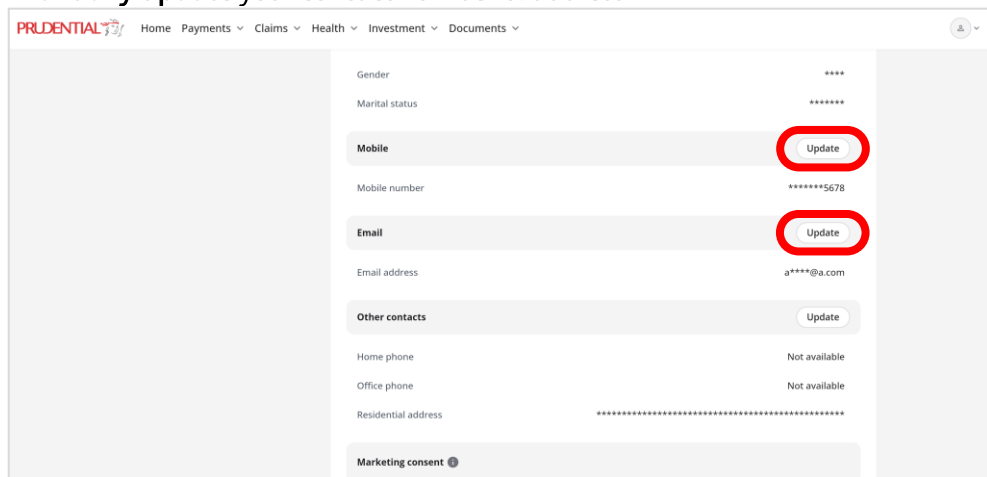 PRUDENTIAL Home Payments Claims Health Investment Documents
Gender ****
Marital status *******
Mobile Update
Mobile number *******5678
Email Update
Email address a****@a.com
Other contacts Update
Home phone Not available
Office phone Not available
Residential address **************************************************
Marketing consent